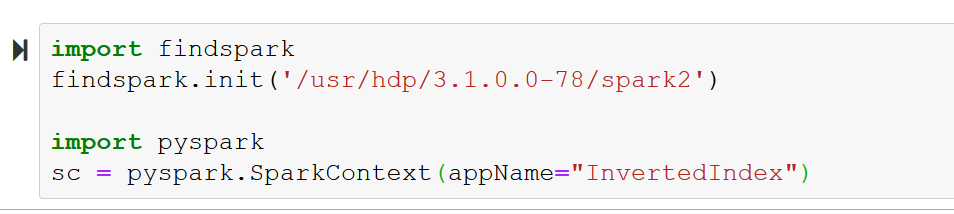 import findspark
findspark.init('/usr/hdp/3.1.0.0-78/spark2')
import pyspark
sc = pyspark.SparkContext(appName="InvertedIndex")